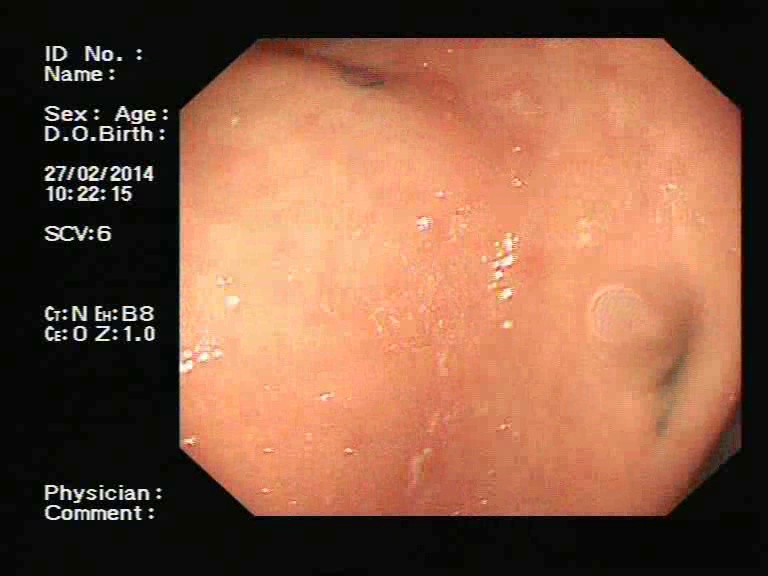 ID No. :
Name:
Sex: Age:
D.O.Birth:
27/02/2014
10:22:15
SCV:6
CT:N EH:B8
CE:0 Z:1.0
Physician:
Comment: